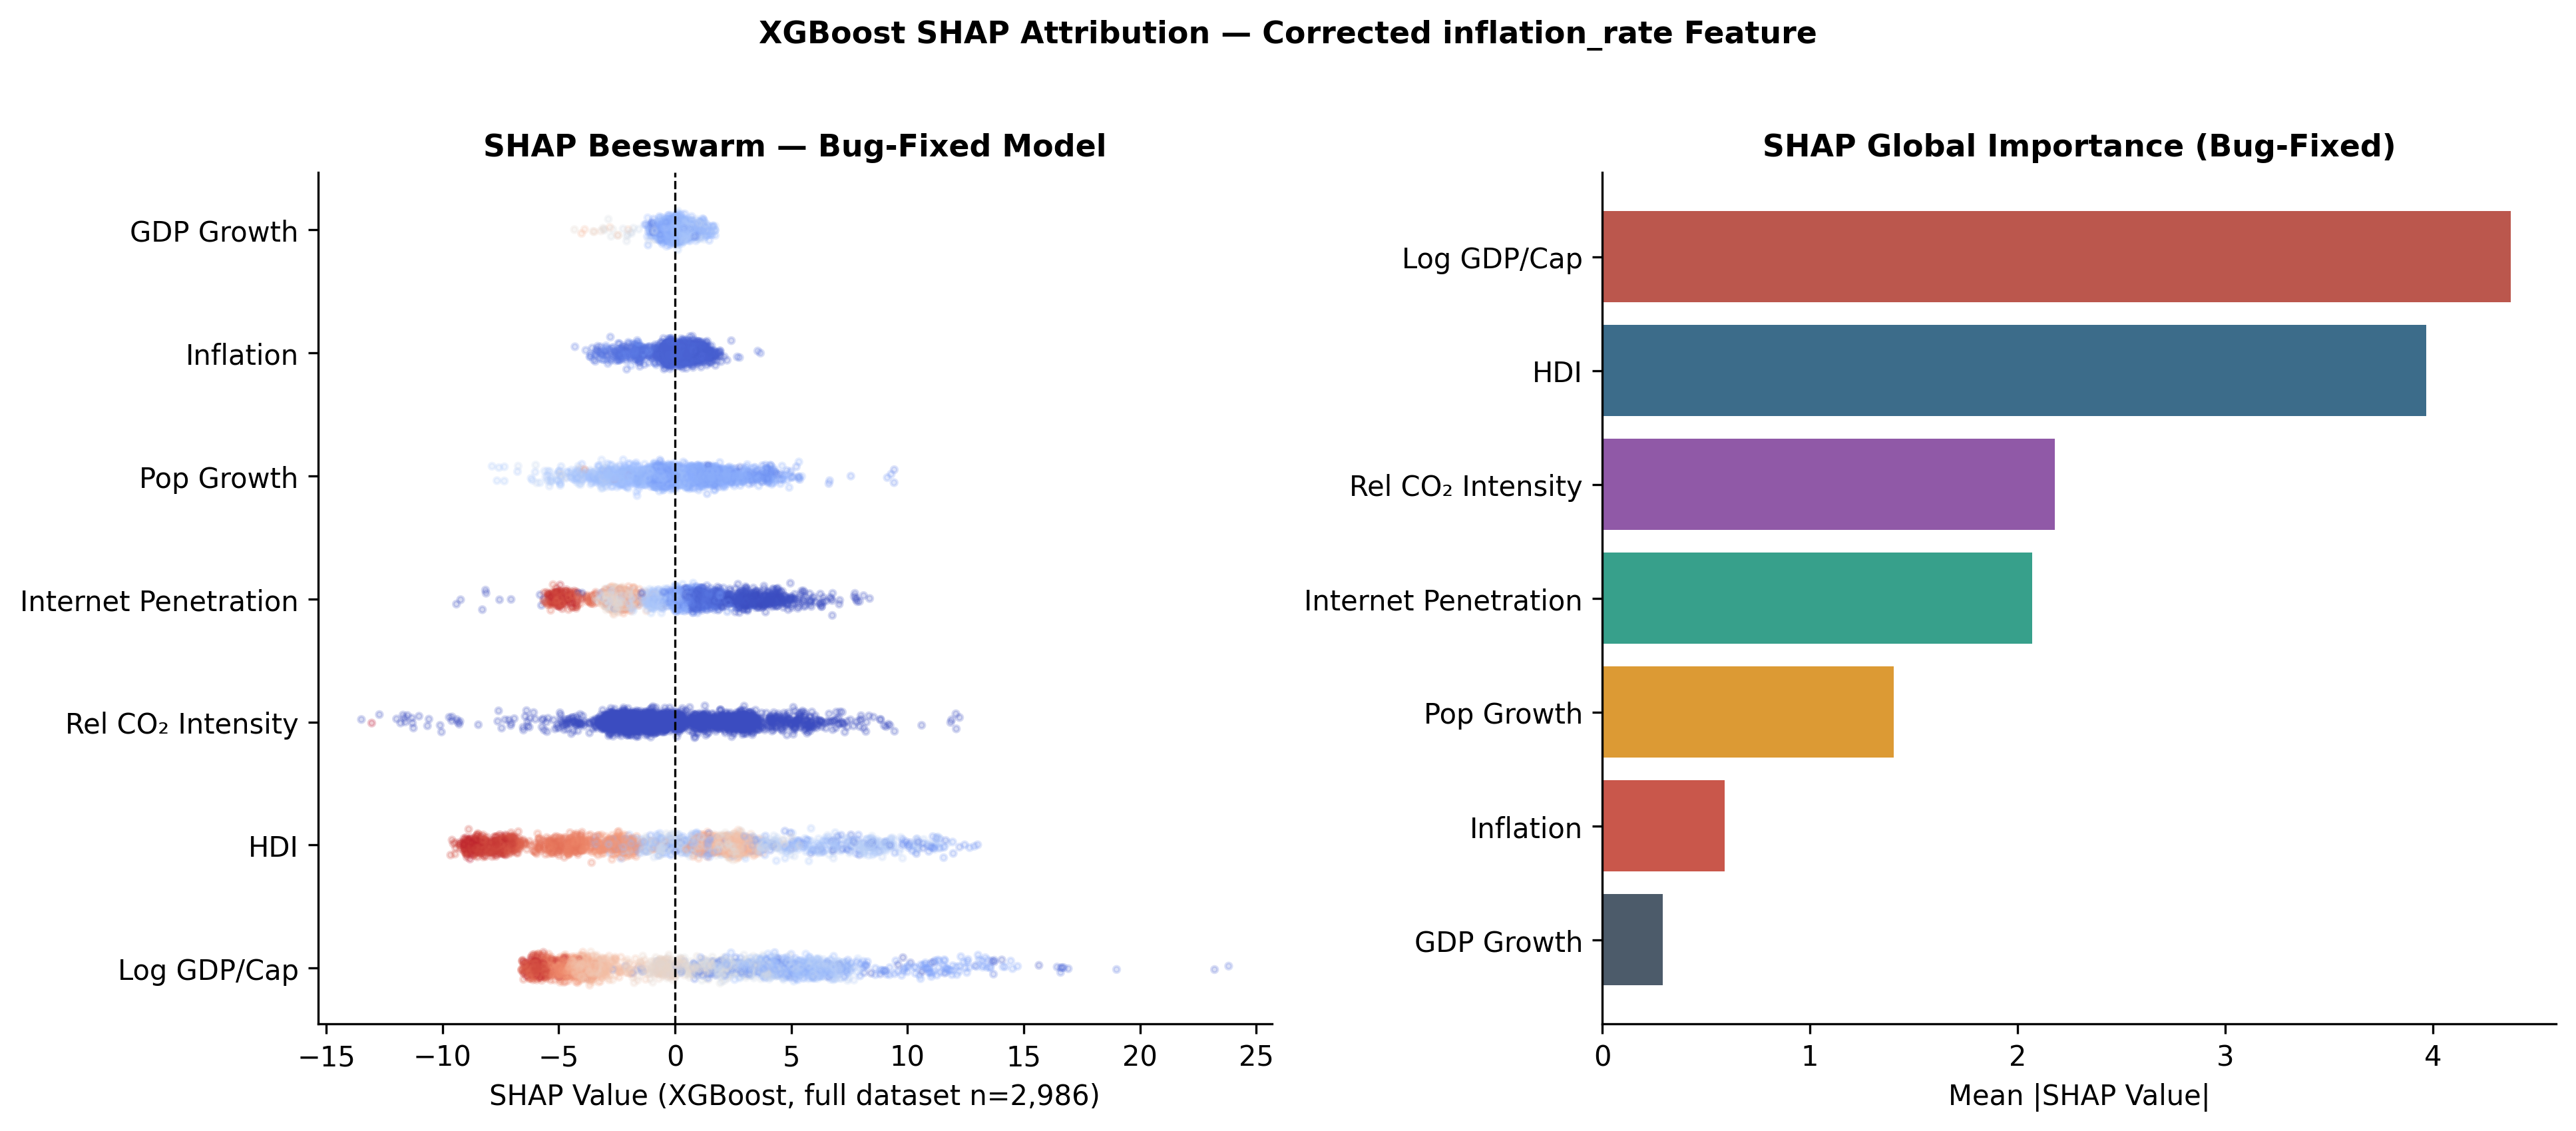 XGBoost SHAP Attribution — Corrected inflation_rate Feature
SHAP Beeswarm — Bug-Fixed Model
GDP Growth
Inflation
Pop Growth
Internet Penetration
Rel CO₂ Intensity
HDI
Log GDP/Cap
−15 −10 −5 0 5 10 15 20 25
SHAP Value (XGBoost, full dataset n=2,986)
SHAP Global Importance (Bug-Fixed)
Log GDP/Cap
HDI
Rel CO₂ Intensity
Internet Penetration
Pop Growth
Inflation
GDP Growth
0 1 2 3 4
Mean |SHAP Value|